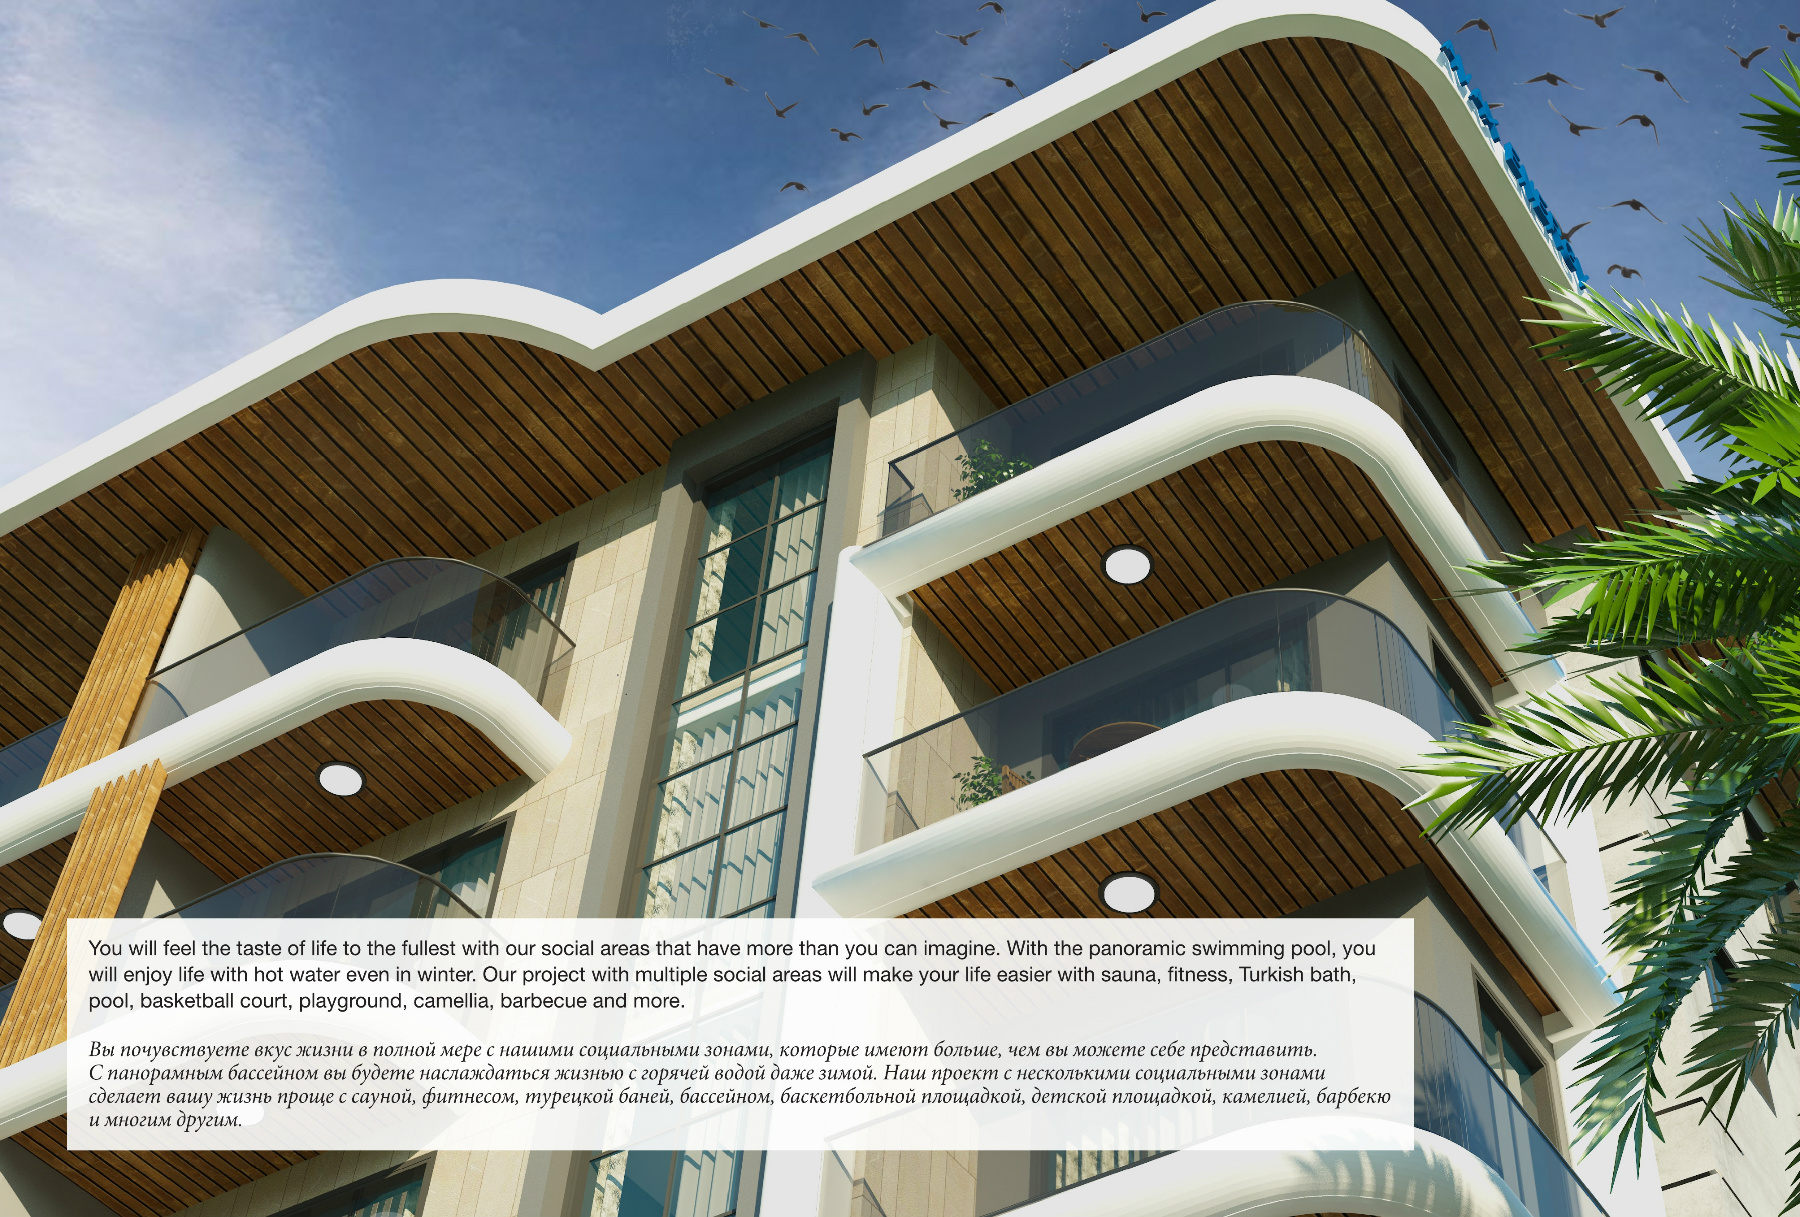 You will feel the taste of life to the fullest with our social areas that have more than you can imagine. With the panoramic swimming pool, you
will enjoy life with hot water even in winter. Our project with multiple social areas will make your life easier with sauna, fitness, Turkish bath,
pool, basketball court, playground, camellia, barbecue and more.
Вы почувствуете вкус жизни в полной мере с нашими социальными зонами, которые имеют больше, чем вы можете себе представить.
С панорамным бассейном вы будете наслаждаться жизнью с горячей водой даже зимой. Наш проект с несколькими социальными зонами
сделает вашу жизнь проще с сауной, фитнесом, турецкой баней, бассейном, баскетбольной площадкой, детской площадкой, камелией, барбекю
и многим другим.